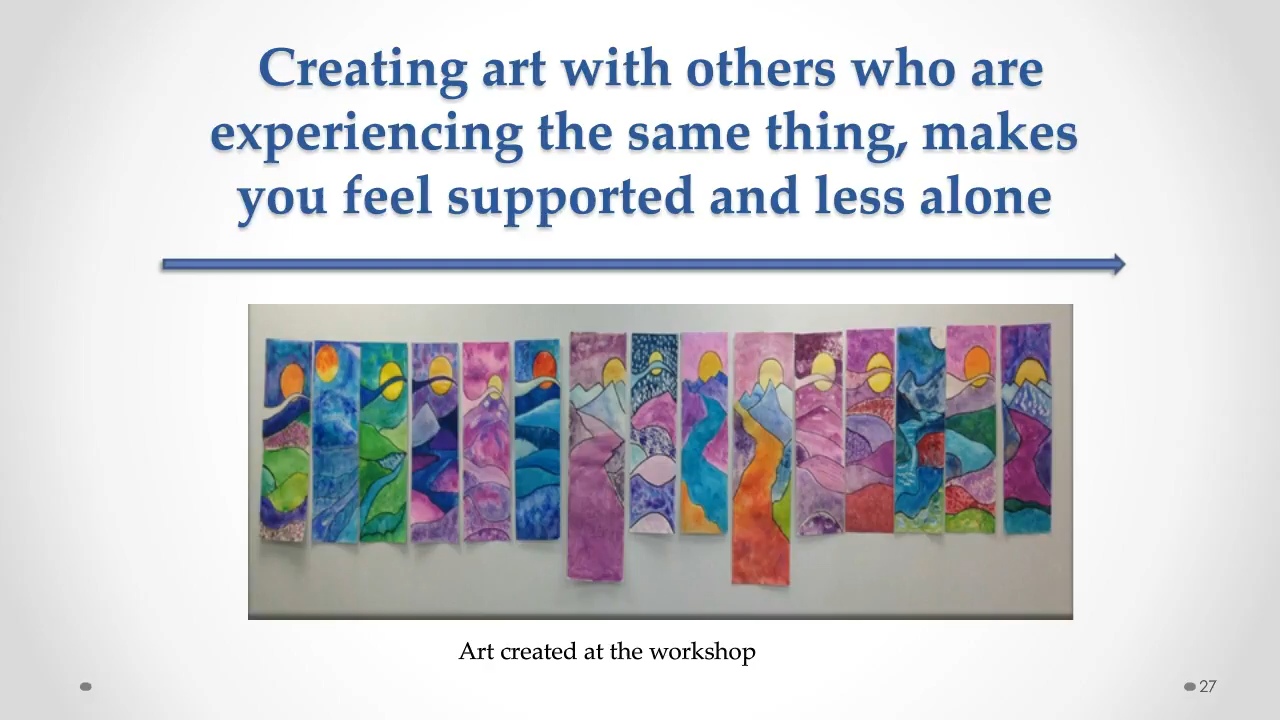 Creating art with others who are
experiencing the same thing, makes
you feel supported and less alone
Art created at the workshop
27